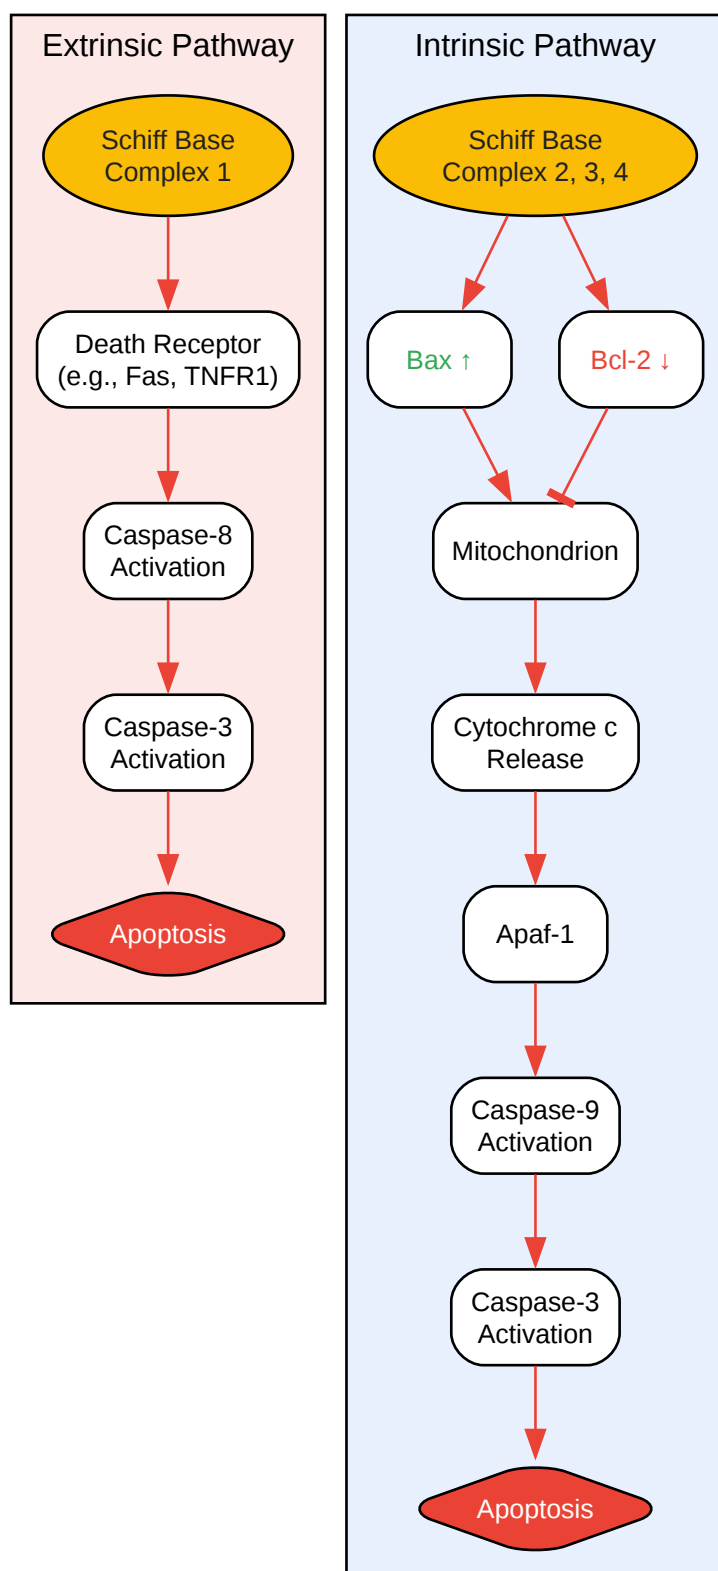 Extrinsic Pathway
Schiff Base
Complex 1
Death Receptor
(e.g., Fas, TNFR1)
Caspase-8
Activation
Caspase-3
Activation
Apoptosis
Intrinsic Pathway
Schiff Base
Complex 2, 3, 4
Bax ↑
Bcl-2 ↓
Mitochondrion
Cytochrome c
Release
Apaf-1
Caspase-9
Activation
Caspase-3
Activation
Apoptosis